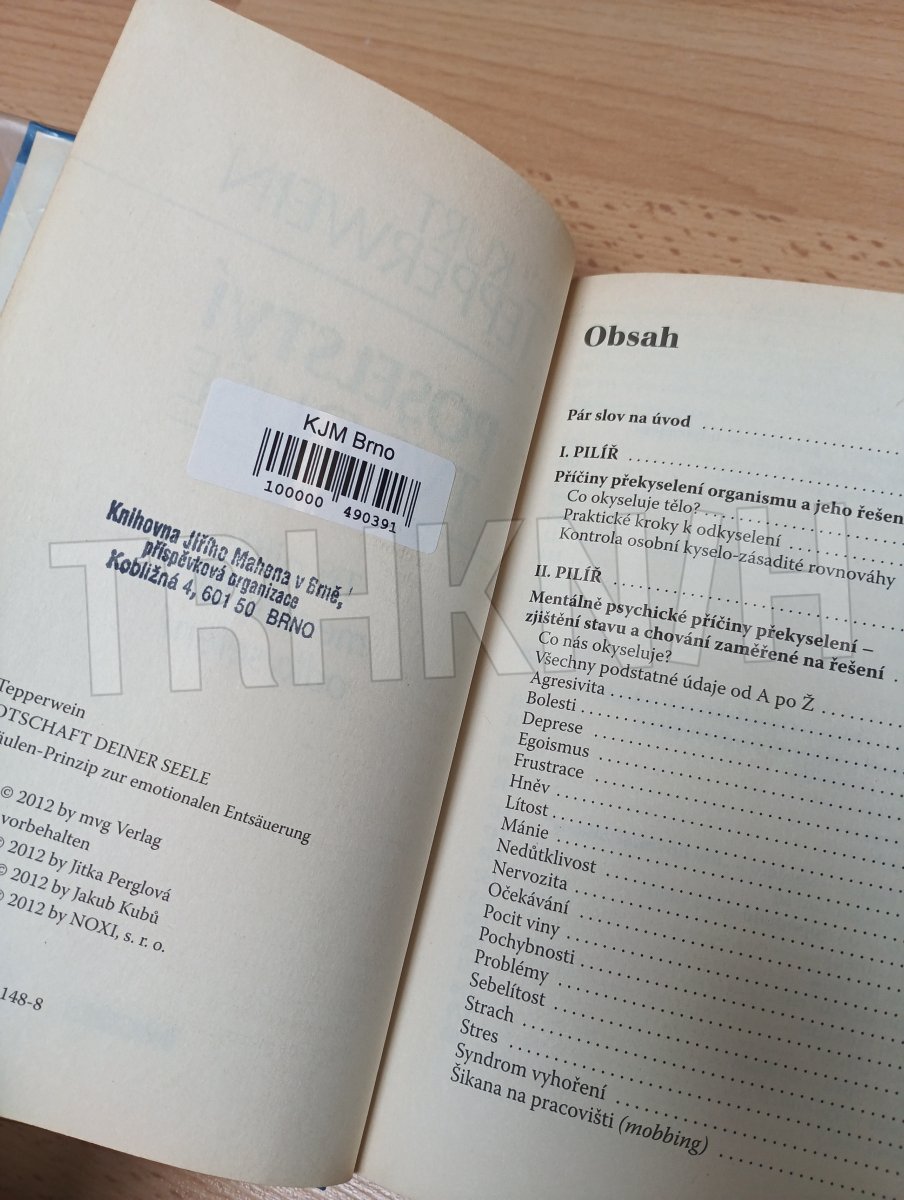 KJM Brno
100000 490391
Knihovna Jiřího Mahena v Brně,
příspěvková organizace
Kobližná 4, 601 50 BRNO
Tepperwein
OTSCHAFT DEINER SEELE
äulen-Prinzip zur emotionalen Entsäuerung
© 2012 by mvg Verlag
vorbehalten
© 2012 by Jitka Perglová
© 2012 by Jakub Kubů
© 2012 by NOXI, s. r. o.
148-8
Obsah
Pár slov na úvod
I. PILÍŘ
Příčiny překyselení organismu a jeho řešen
Co okyseluje tělo?
Praktické kroky k odkyselení
Kontrola osobní kyselo-zásadité rovnováhy
II. PILÍŘ
Mentálně psychické příčiny překyselení –
zjištění stavu a chování zaměřené na řešení
Co nás okyseluje?
Všechny podstatné údaje od A po Ž
Agresivita
Bolesti
Deprese
Egoismus
Frustrace
Hněv
Lítost
Mánie
Nedůtklivost
Nervozita
Očekávání
Pocit viny
Pochybnosti
Problémy
Sebelítost
Strach
Stres
Syndrom vyhoření
Šikana na pracovišti (mobbing)
TRHKNIH